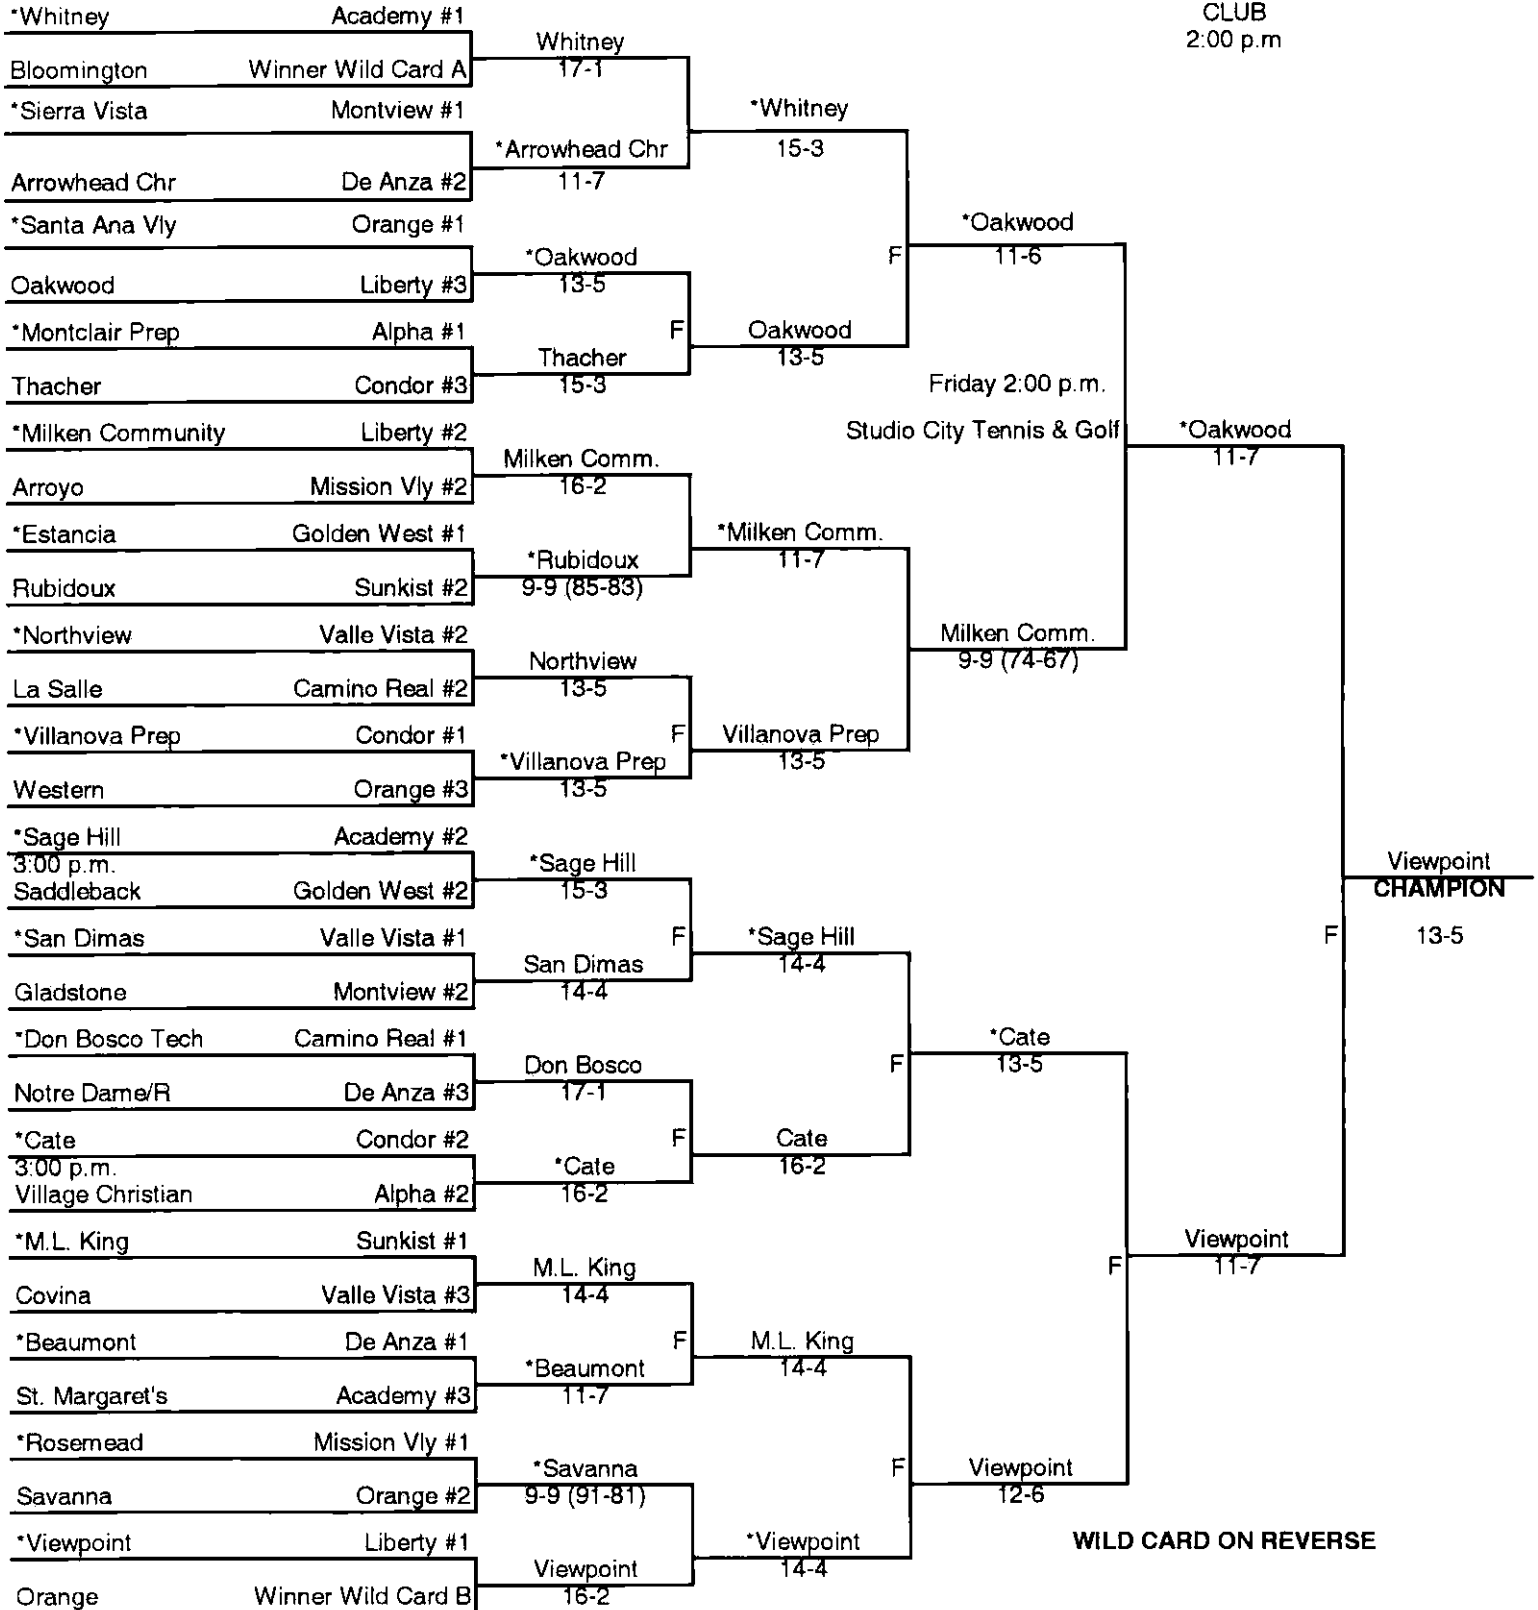 CLUB
2:00 p.m
*Whitney Academy #1
Bloomington Winner Wild Card A
*Sierra Vista Montview #1
Arrowhead Chr De Anza #2
*Santa Ana Vly Orange #1
Oakwood Liberty #3
*Montclair Prep Alpha #1
Thacher Condor #3
*Milken Community Liberty #2
Arroyo Mission Vly #2
*Estancia Golden West #1
Rubidoux Sunkist #2
*Northview Valle Vista #2
La Salle Camino Real #2
*Villanova Prep Condor #1
Western Orange #3
*Sage Hill Academy #2
3:00 p.m.
Saddleback Golden West #2
*San Dimas Valle Vista #1
Gladstone Montview #2
*Don Bosco Tech Camino Real #1
Notre Dame/R De Anza #3
*Cate Condor #2
3:00 p.m.
Village Christian Alpha #2
*M.L. King Sunkist #1
Covina Valle Vista #3
*Beaumont De Anza #1
St. Margaret's Academy #3
*Rosemead Mission Vly #1
Savanna Orange #2
*Viewpoint Liberty #1
Orange Winner Wild Card B
Whitney
17-1
*Arrowhead Chr
11-7
*Oakwood
13-5
F
Thacher
15-3
Milken Comm.
16-2
*Rubidoux
9-9 (85-83)
Northview
13-5
F
*Villanova Prep
13-5
*Sage Hill
15-3
F
San Dimas
14-4
Don Bosco
17-1
F
*Cate
16-2
M.L. King
14-4
F
*Beaumont
11-7
*Savanna
9-9 (91-81)
Viewpoint
16-2
*Whitney
15-3
F
Oakwood
13-5
*Milken Comm.
11-7
Villanova Prep
13-5
*Sage Hill
14-4
F
Cate
16-2
M.L. King
14-4
F
*Viewpoint
14-4
*Oakwood
11-6
Friday 2:00 p.m.
Studio City Tennis & Golf
Milken Comm.
9-9 (74-67)
*Cate
13-5
F
Viewpoint
12-6
*Oakwood
11-7
F
Viewpoint
11-7
Viewpoint
CHAMPION
13-5
WILD CARD ON REVERSE